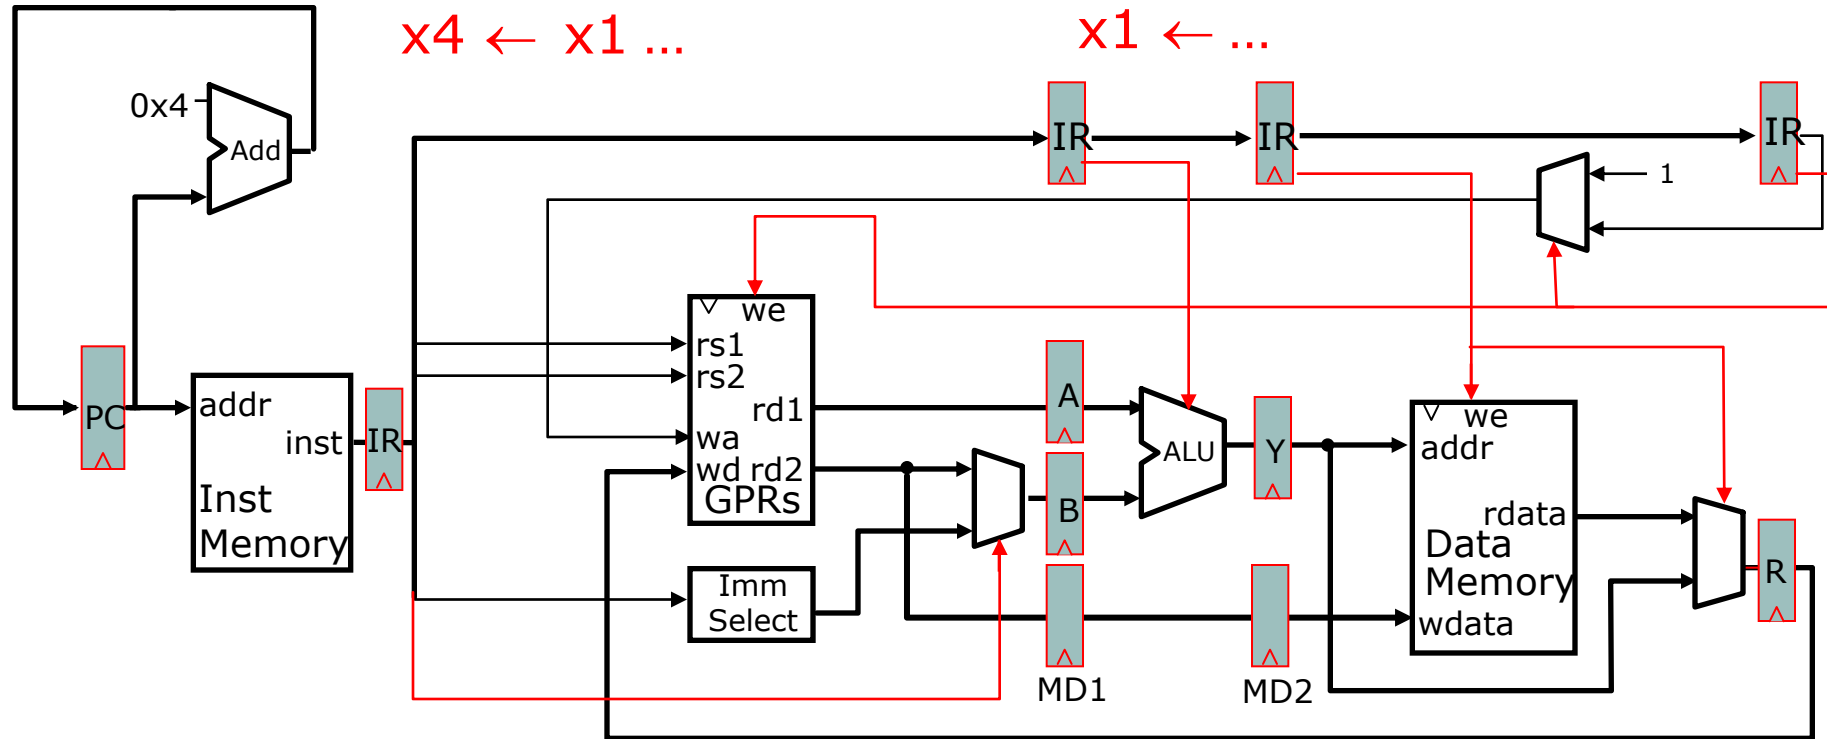 x4 ← x1 ...
x1 ← ...
0x4
Add
IR
IR
IR
1
we
rs1
rs2
rd1
wa
wd rd2
GPRs
PC
addr
inst
Inst
Memory
IR
A
B
ALU
Y
we
addr
rdata
Data
Memory
wdata
R
Imm
Select
MD1
MD2